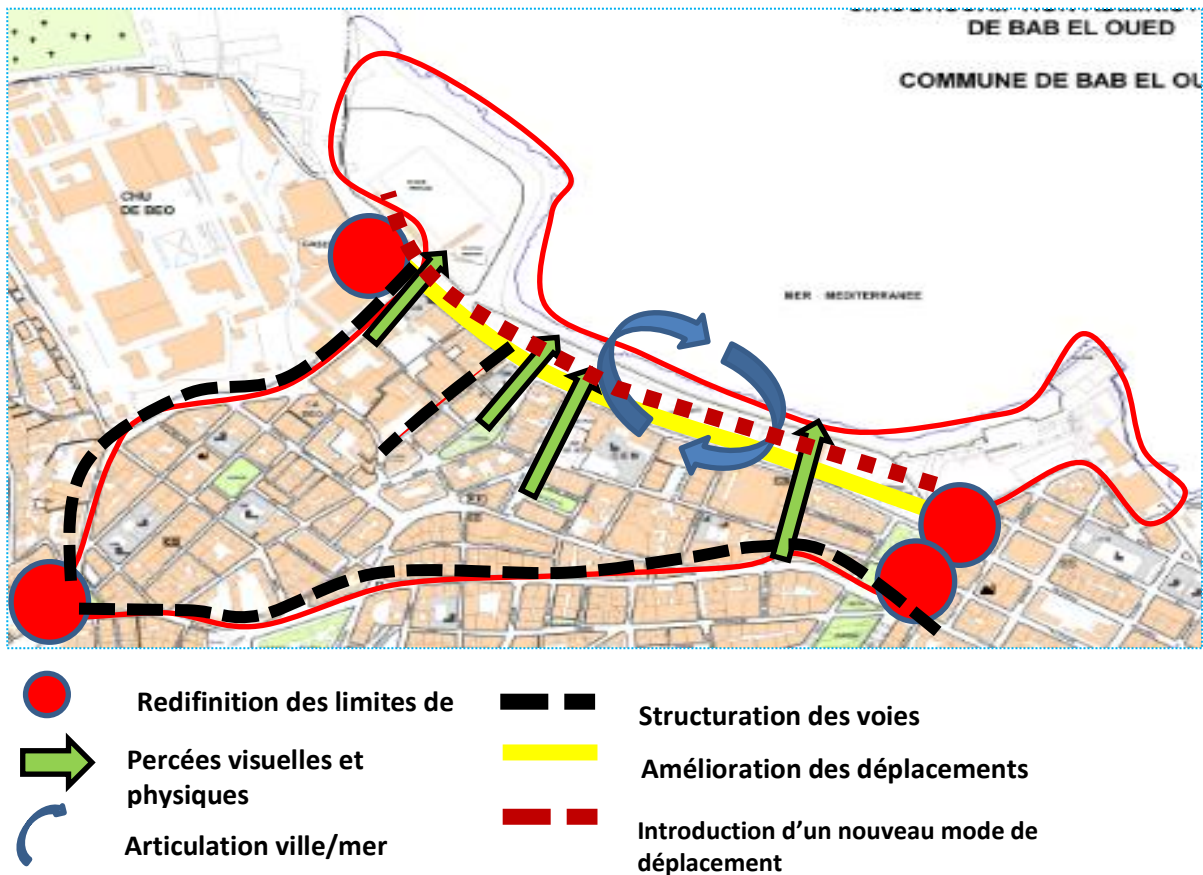 DE BAB EL OUED
COMMUNE DE BAB EL OU
CHU
DE BEO
MER MEDITERRANEE
Redifinition des limites de
Percées visuelles et
physiques
Articulation ville/mer
Structuration des voies
Amélioration des déplacements
Introduction d’un nouveau mode de
déplacement